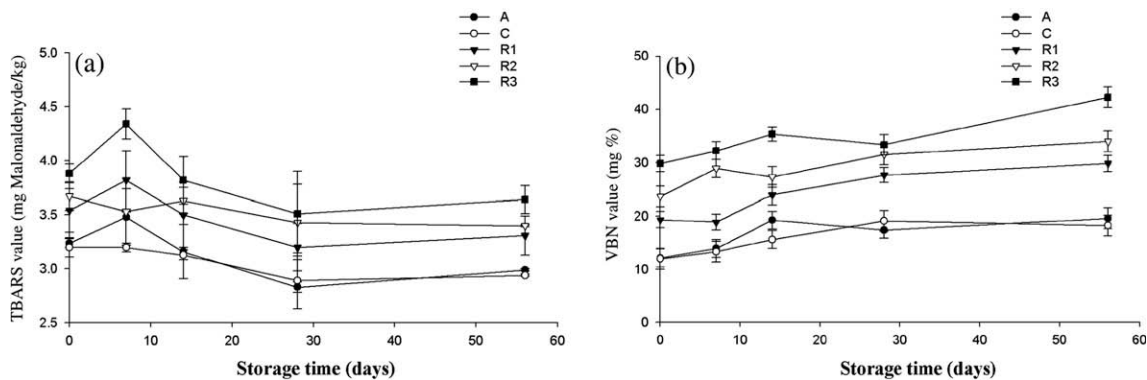 A
C
R1
R2
R3
(a)
5.0
4.5
4.0
3.5
3.0
2.5
TBARS value (mg Malonaldehyde/kg)
0 10 20 30 40 50 60
Storage time (days)
A
C
R1
R2
R3
(b)
50
40
30
20
10
0
VBN value (mg %)
0 10 20 30 40 50 60
Storage time (days)